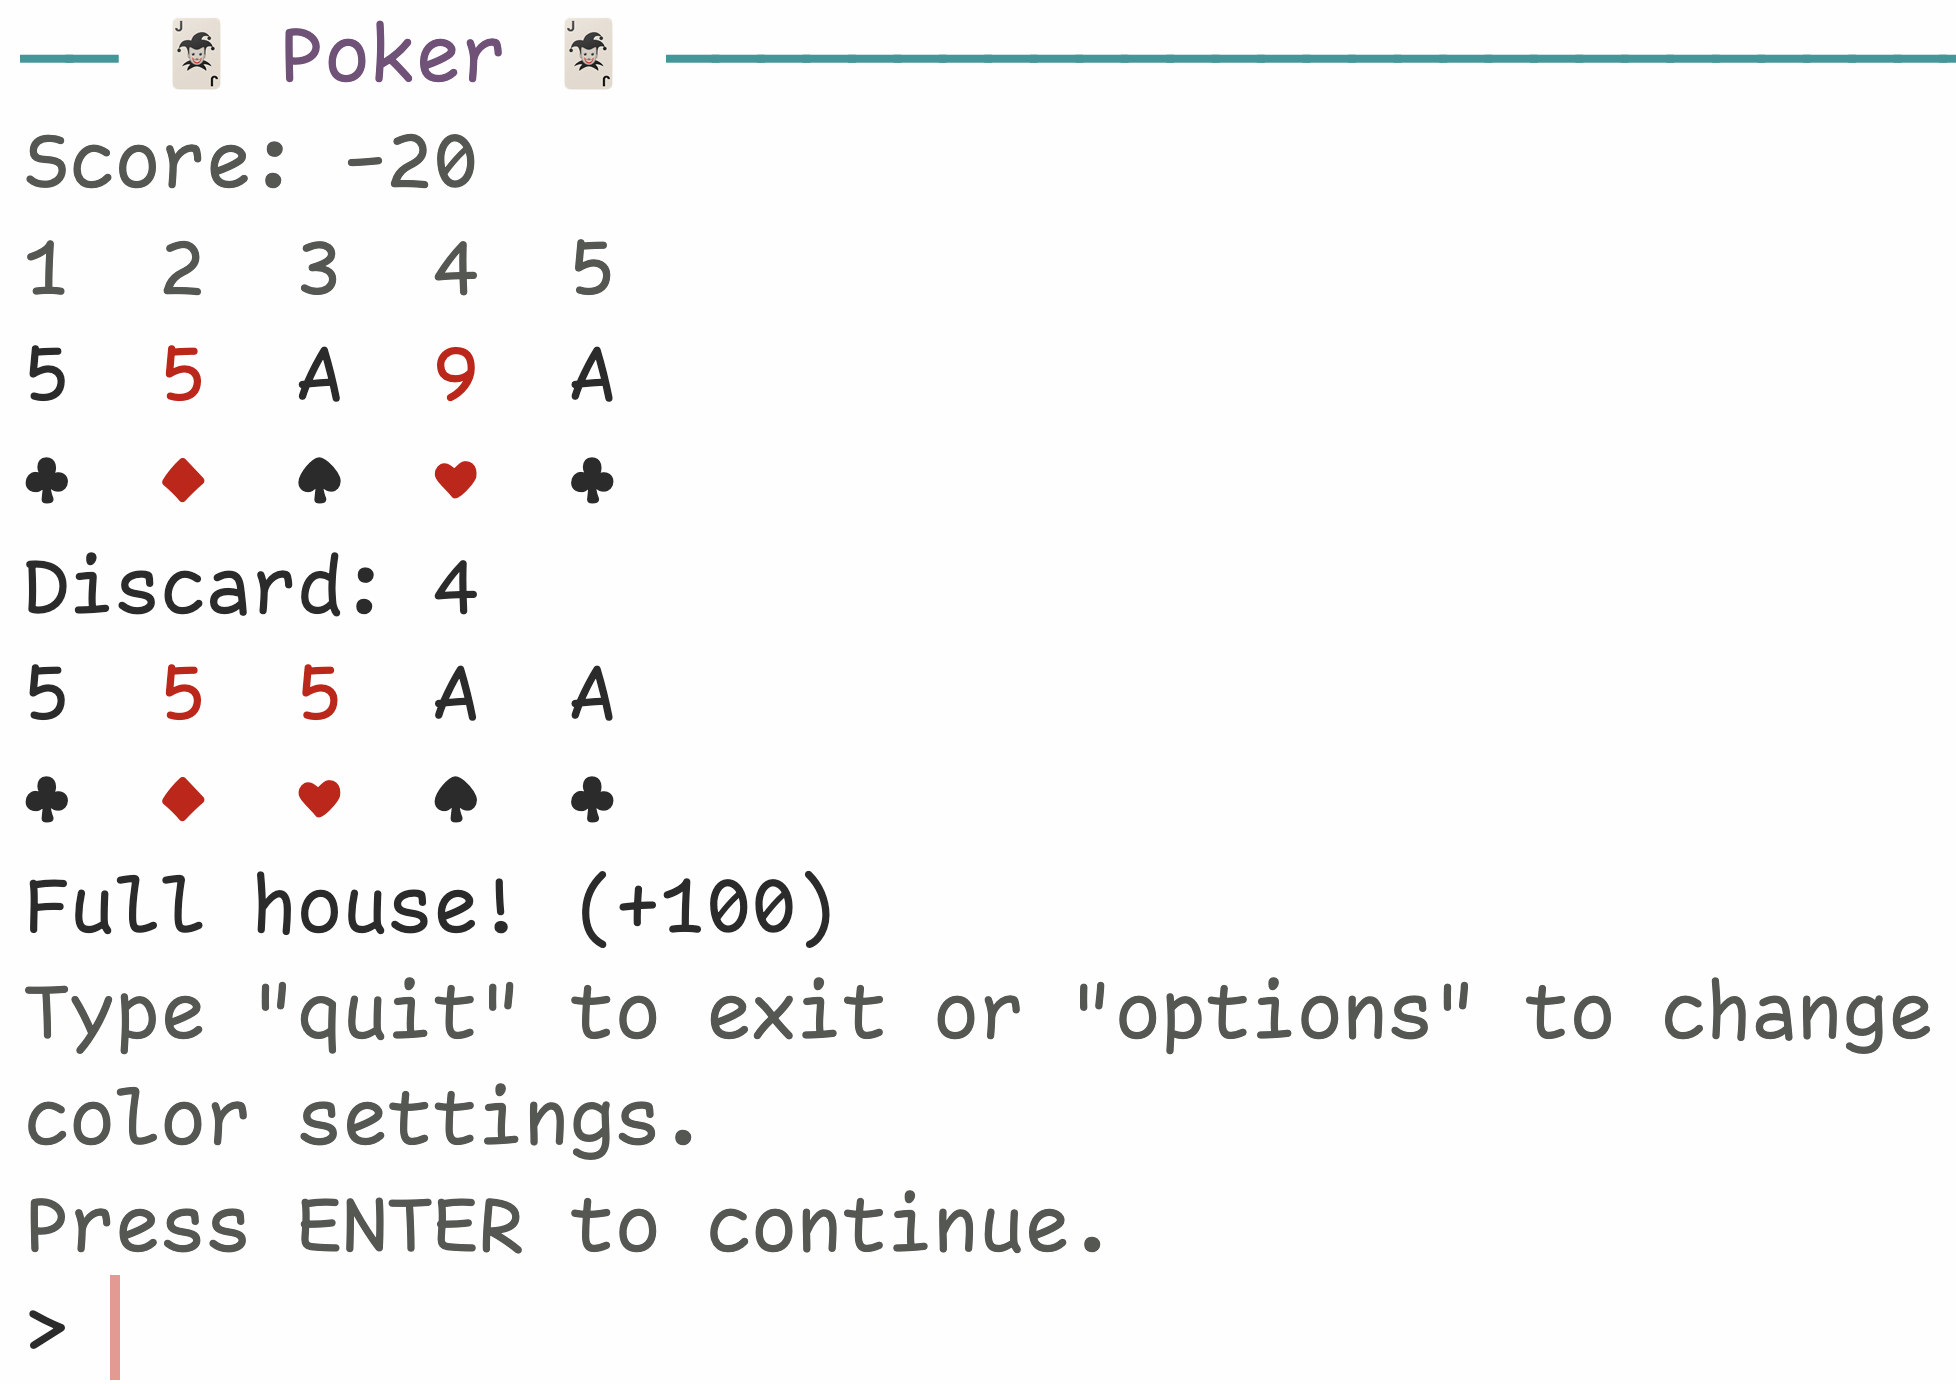 🃏 Poker 🃏
Score: -20
1 2 3 4 5
5 5 A 9 A
♣ ♦ ♠ ♥ ♣
Discard: 4
5 5 5 A A
♣ ♦ ♥ ♠ ♣
Full house! (+100)
Type "quit" to exit or "options" to change
color settings.
Press ENTER to continue.
>